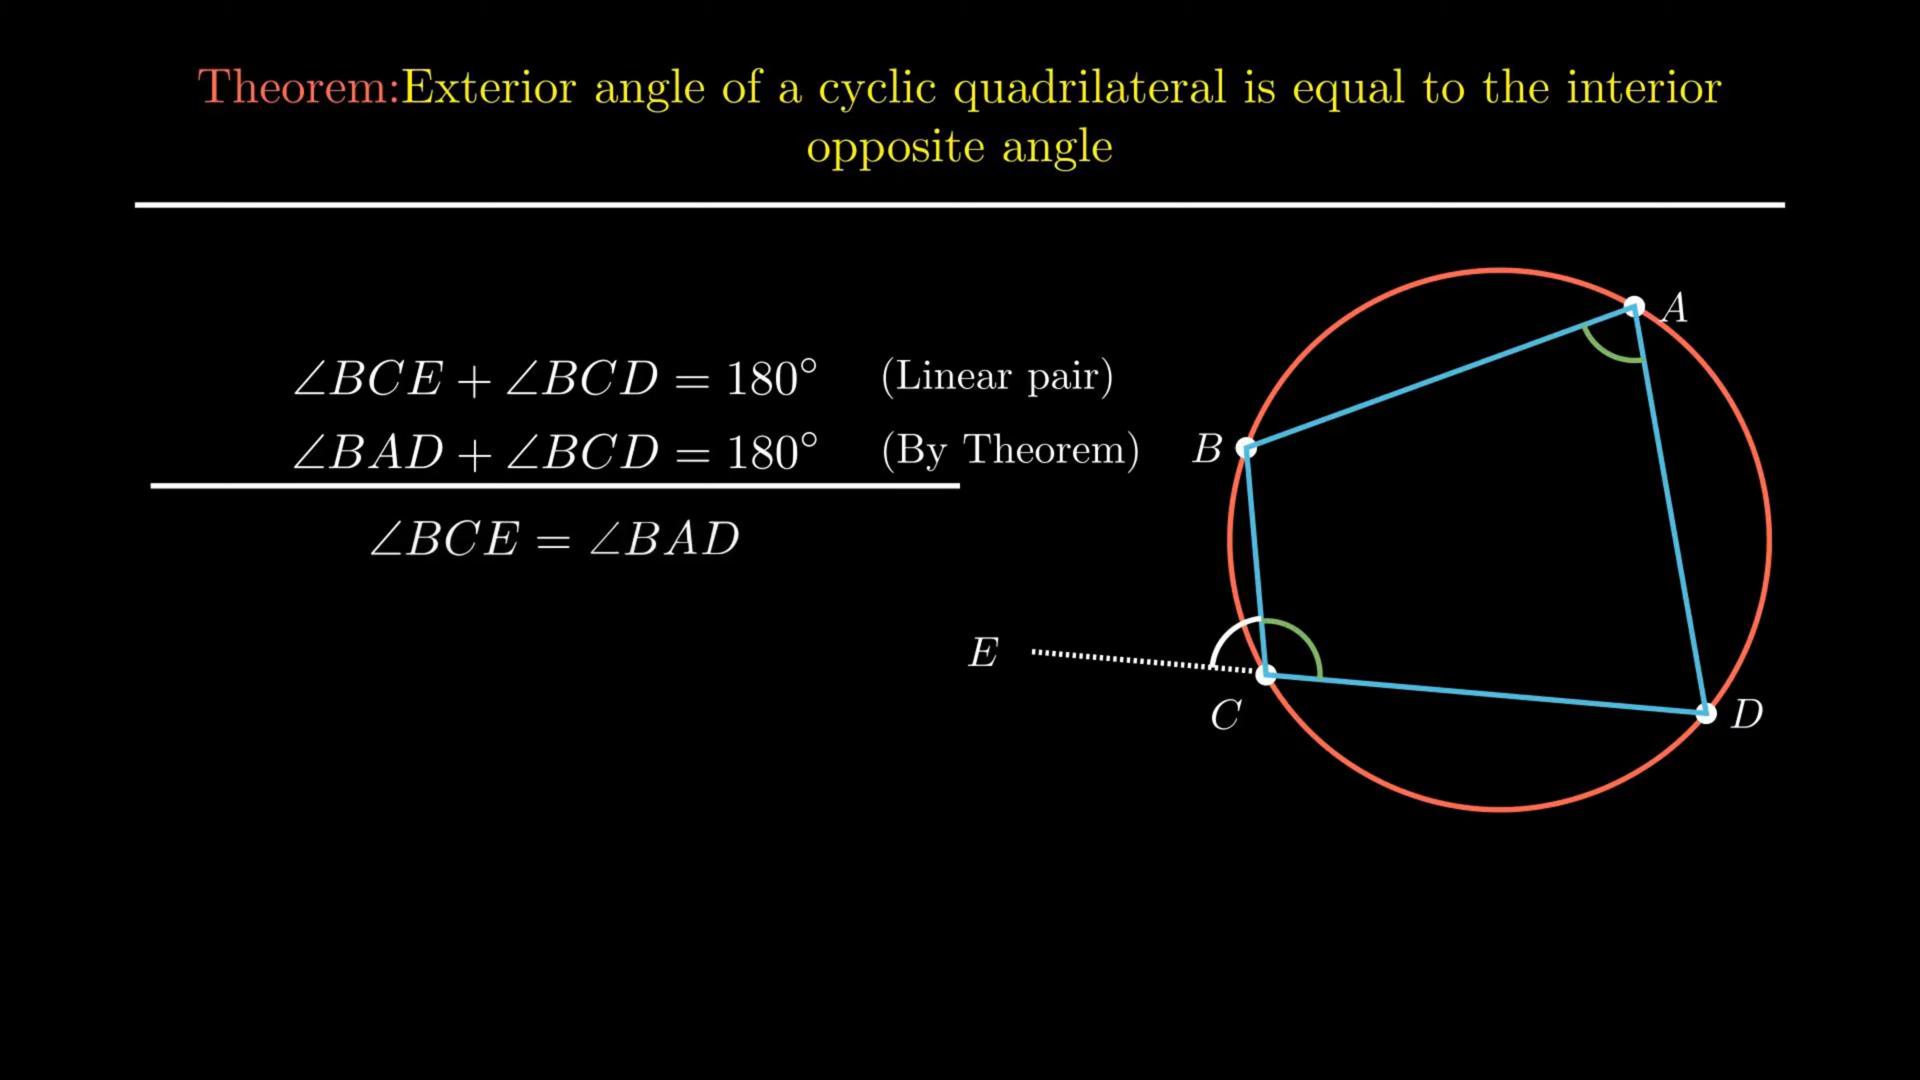 Theorem:Exterior angle of a cyclic quadrilateral is equal to the interior
opposite angle
∠BCE + ∠BCD = 180° (Linear pair)
∠BAD + ∠BCD = 180° (By Theorem)
∠BCE = ∠BAD
A
B
E
C
D